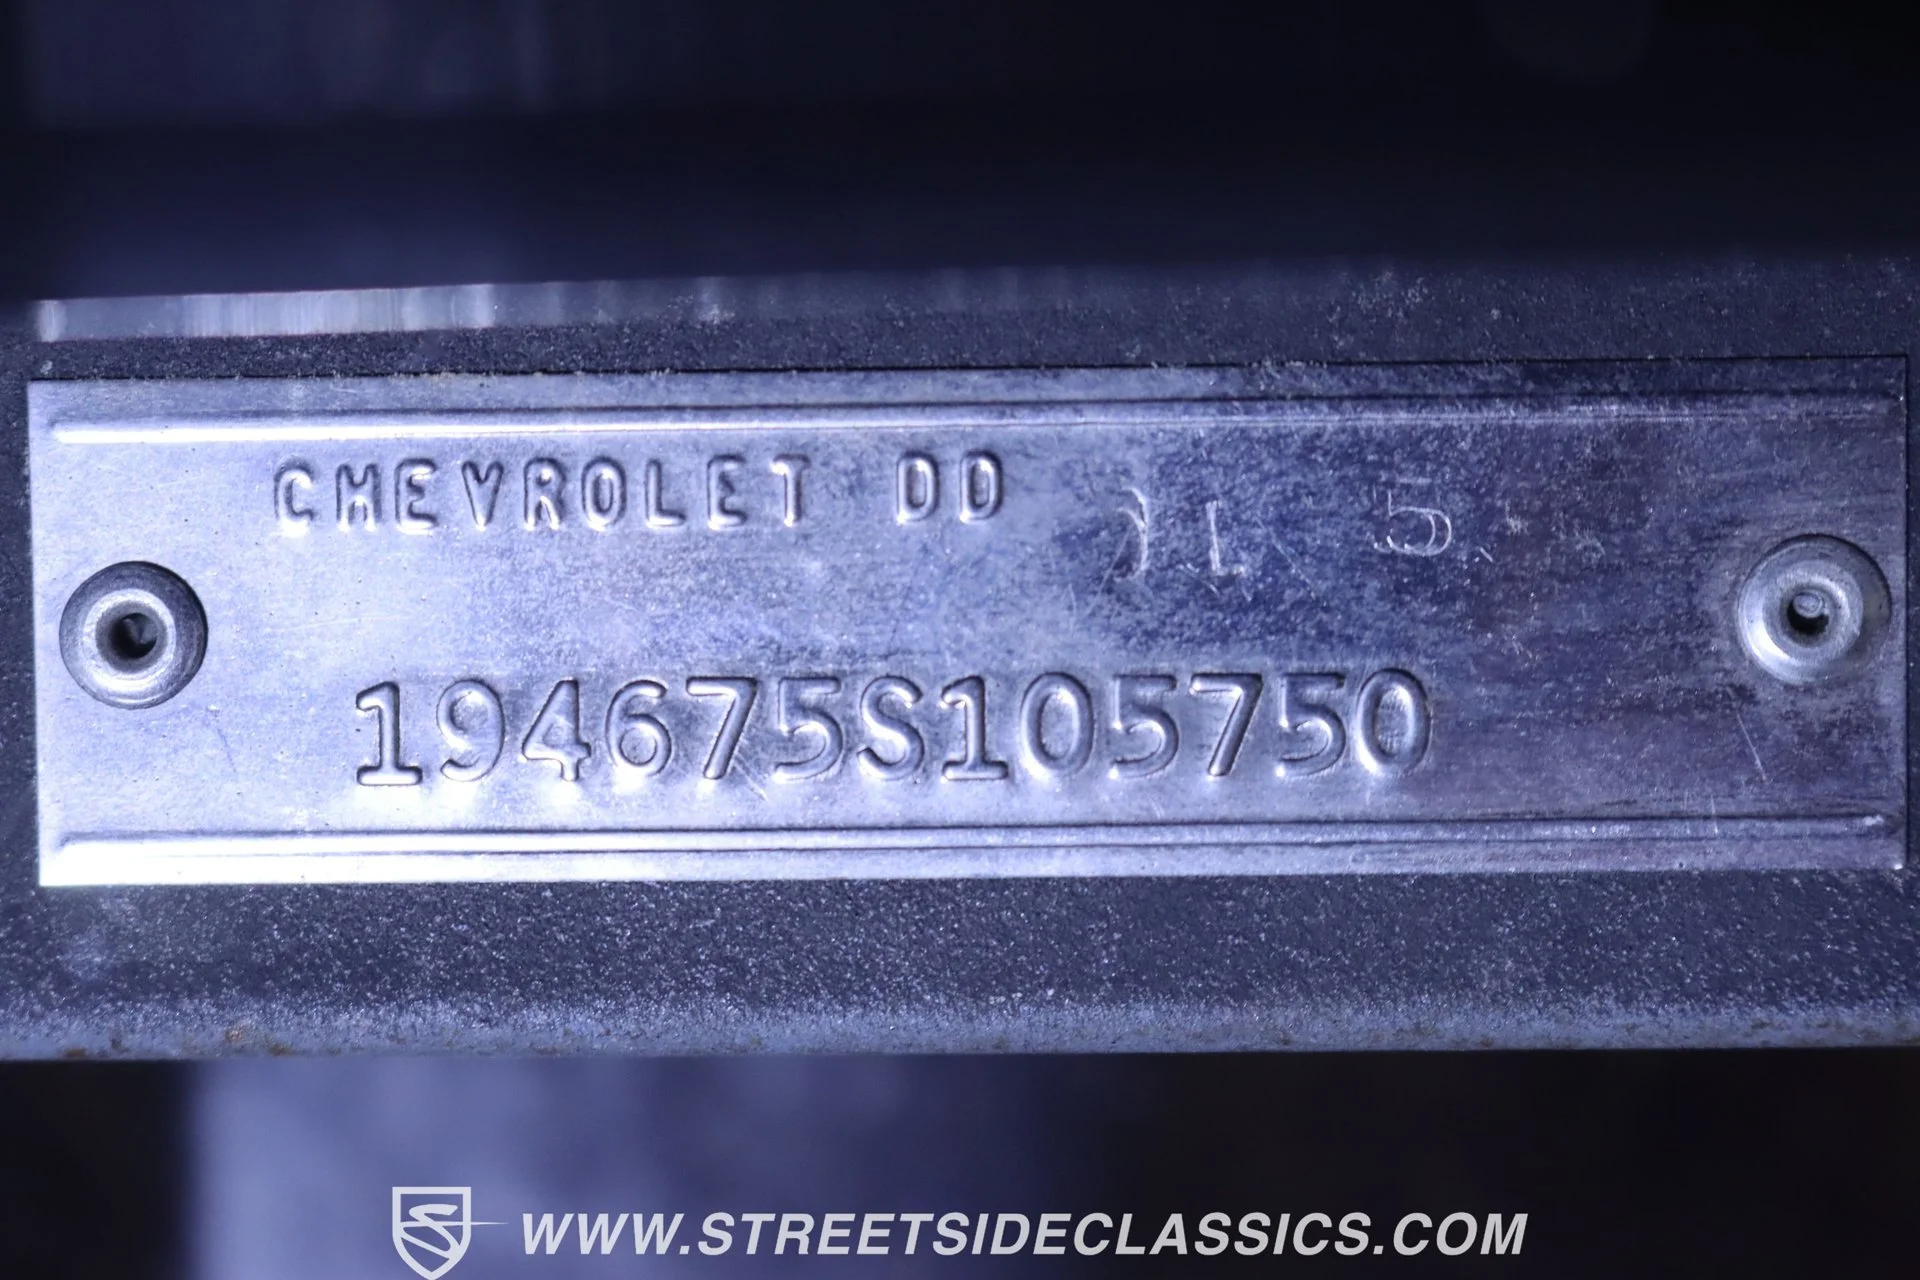 CHEVROLET DD
194675S105750
WWW.STREETSIDECLASSICS.COM